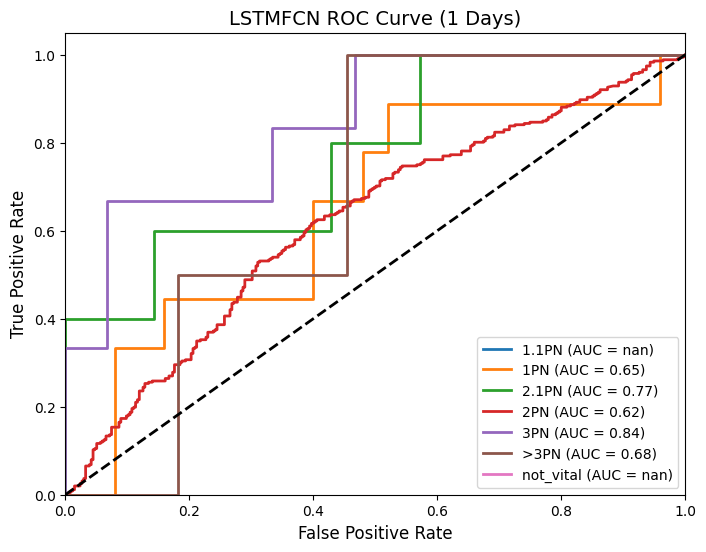 LSTMFCN ROC Curve (1 Days)
True Positive Rate
1.0
0.8
0.6
0.4
0.2
0.0
1.1PN (AUC = nan)
1PN (AUC = 0.65)
2.1PN (AUC = 0.77)
2PN (AUC = 0.62)
3PN (AUC = 0.84)
>3PN (AUC = 0.68)
not_vital (AUC = nan)
0.0 0.2 0.4 0.6 0.8 1.0
False Positive Rate